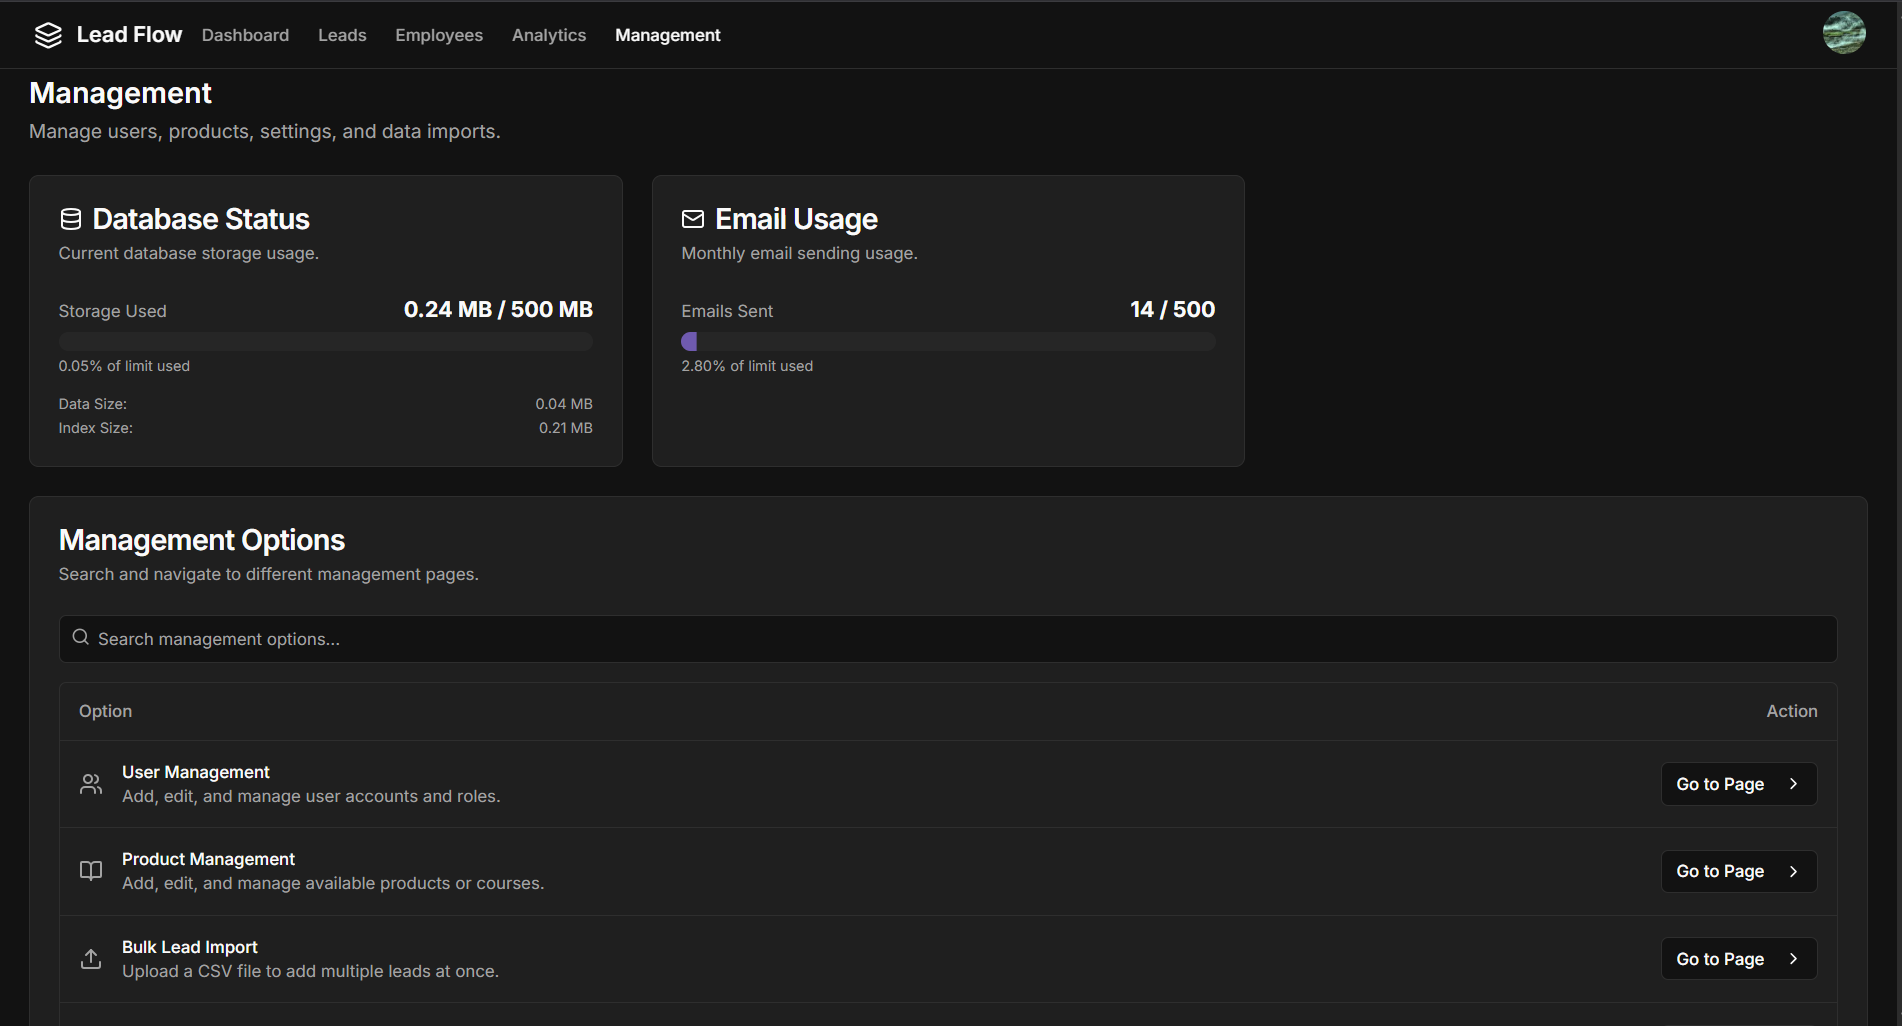 Lead Flow Dashboard Leads Employees Analytics Management
Management
Manage users, products, settings, and data imports.
Database Status
Current database storage usage.
Storage Used 0.24 MB / 500 MB
0.05% of limit used
Data Size: 0.04 MB
Index Size: 0.21 MB
Email Usage
Monthly email sending usage.
Emails Sent 14 / 500
2.80% of limit used
Management Options
Search and navigate to different management pages.
Search management options...
Option Action
User Management
Add, edit, and manage user accounts and roles.
Go to Page
Product Management
Add, edit, and manage available products or courses.
Go to Page
Bulk Lead Import
Upload a CSV file to add multiple leads at once.
Go to Page